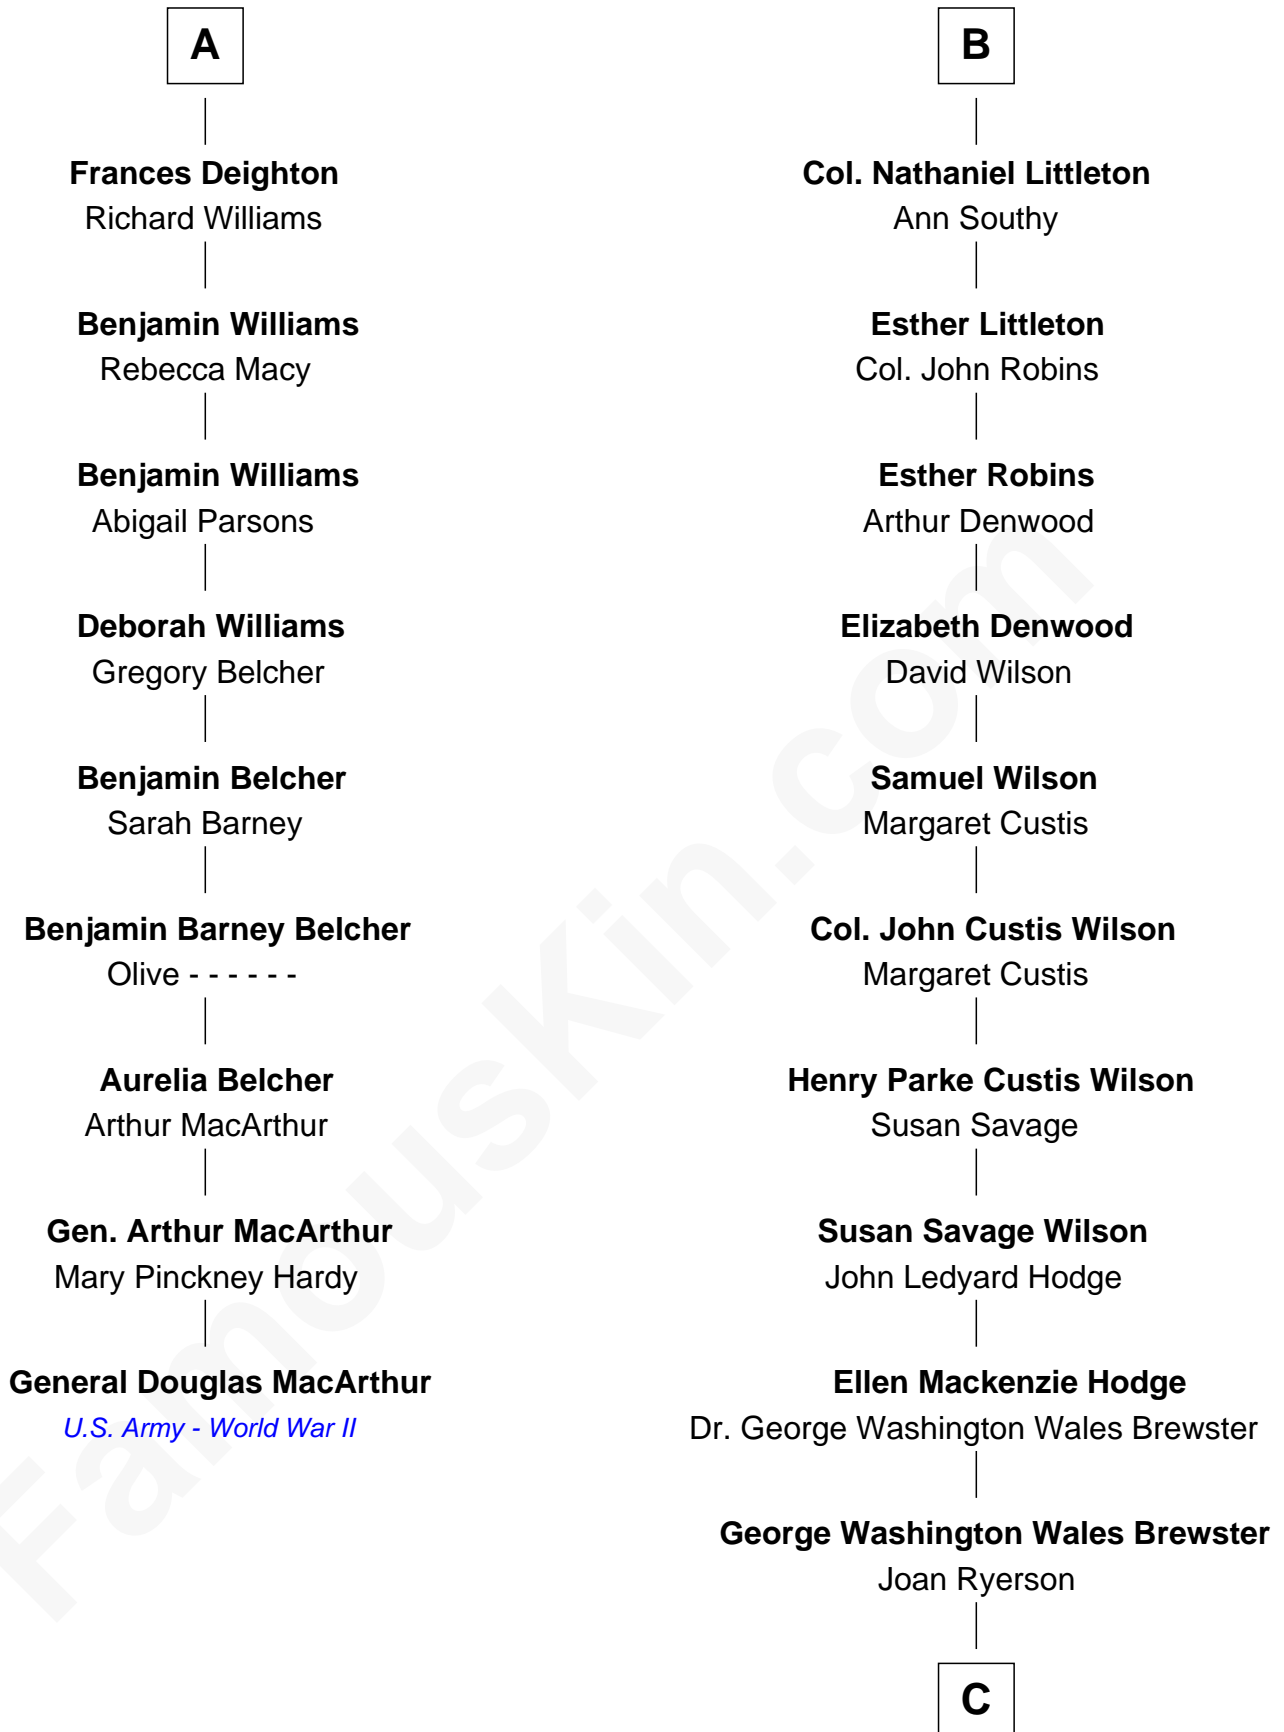 A
Frances Deighton
Richard Williams
Benjamin Williams
Rebecca Macy
Benjamin Williams
Abigail Parsons
Deborah Williams
Gregory Belcher
Benjamin Belcher
Sarah Barney
Benjamin Barney Belcher
Olive - - - - - -
Aurelia Belcher
Arthur MacArthur
Gen. Arthur MacArthur
Mary Pinckney Hardy
General Douglas MacArthur
U.S. Army - World War II
B
Col. Nathaniel Littleton
Ann Southy
Esther Littleton
Col. John Robins
Esther Robins
Arthur Denwood
Elizabeth Denwood
David Wilson
Samuel Wilson
Margaret Custis
Col. John Custis Wilson
Margaret Custis
Henry Parke Custis Wilson
Susan Savage
Susan Savage Wilson
John Ledyard Hodge
Ellen Mackenzie Hodge
Dr. George Washington Wales Brewster
George Washington Wales Brewster
Joan Ryerson
C
FamousKin.com